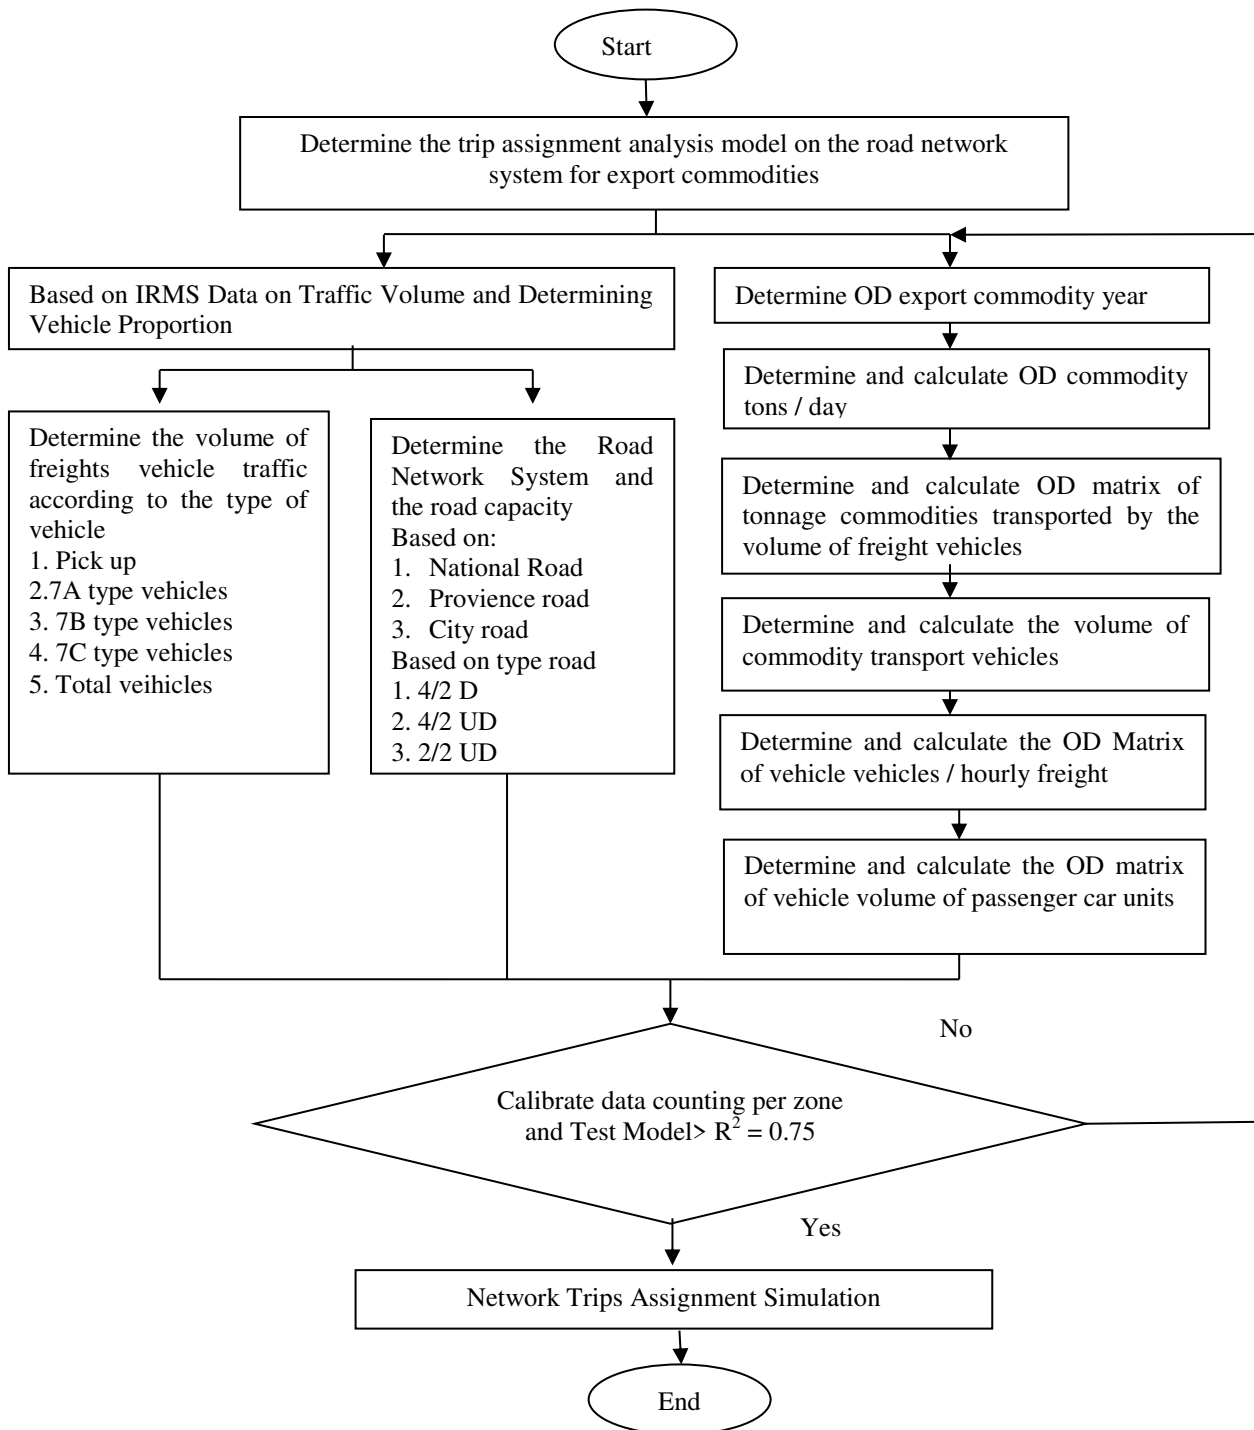 Start
Determine the trip assignment analysis model on the road network
system for export commodities
Based on IRMS Data on Traffic Volume and Determining
Vehicle Proportion
Determine the volume of
freights vehicle traffic
according to the type of
vehicle
1. Pick up
2.7A type vehicles
3. 7B type vehicles
4. 7C type vehicles
5. Total veihicles
Determine the Road
Network System and
the road capacity
Based on:
1. National Road
2. Provience road
3. City road
Based on type road
1. 4/2 D
2. 4/2 UD
3. 2/2 UD
Determine OD export commodity year
Determine and calculate OD commodity
tons / day
Determine and calculate OD matrix of
tonnage commodities transported by the
volume of freight vehicles
Determine and calculate the volume of
commodity transport vehicles
Determine and calculate the OD Matrix
of vehicle vehicles / hourly freight
Determine and calculate the OD matrix
of vehicle volume of passenger car units
No
Calibrate data counting per zone
and Test Model> R² = 0.75
Yes
Network Trips Assignment Simulation
End